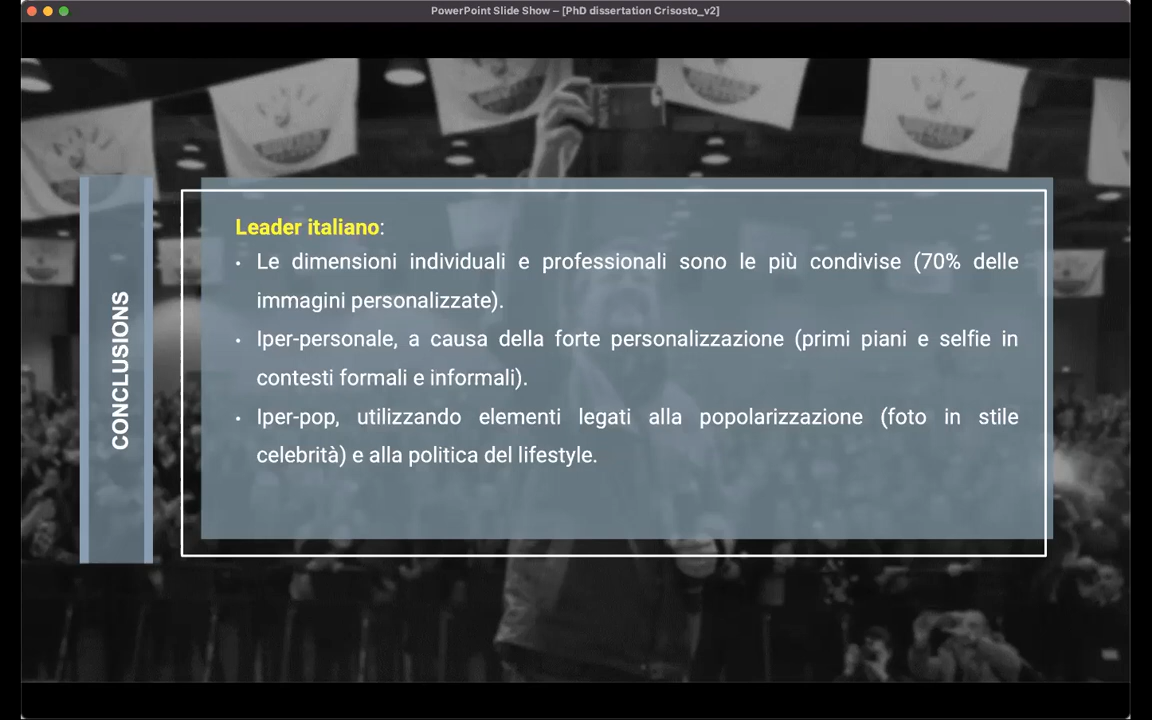 PowerPoint Slide Show – [PhD dissertation Crisosto_v2]
CONCLUSIONS
Leader italiano:
• Le dimensioni individuali e professionali sono le più condivise (70% delle
immagini personalizzate).
• Iper-personale, a causa della forte personalizzazione (primi piani e selfie in
contesti formali e informali).
• Iper-pop, utilizzando elementi legati alla popolarizzazione (foto in stile
celebrità) e alla politica del lifestyle.